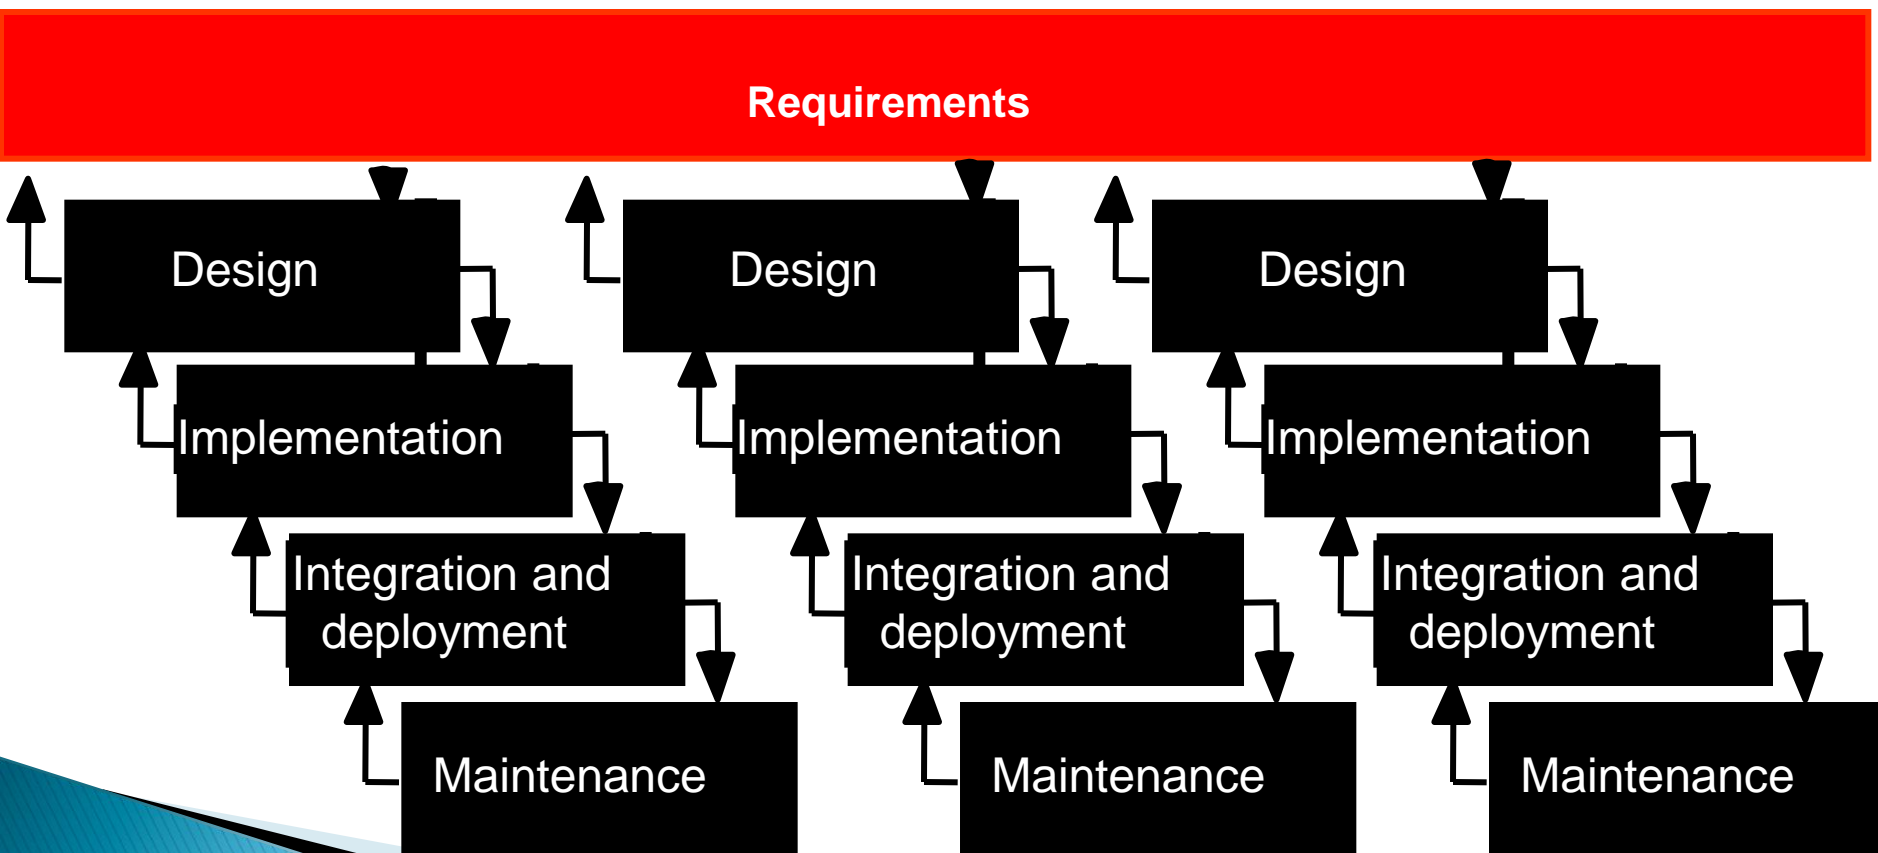 Requirements
Design
Design
Design
Implementation
Implementation
Implementation
Integration and
deployment
Integration and
deployment
Integration and
deployment
Maintenance
Maintenance
Maintenance